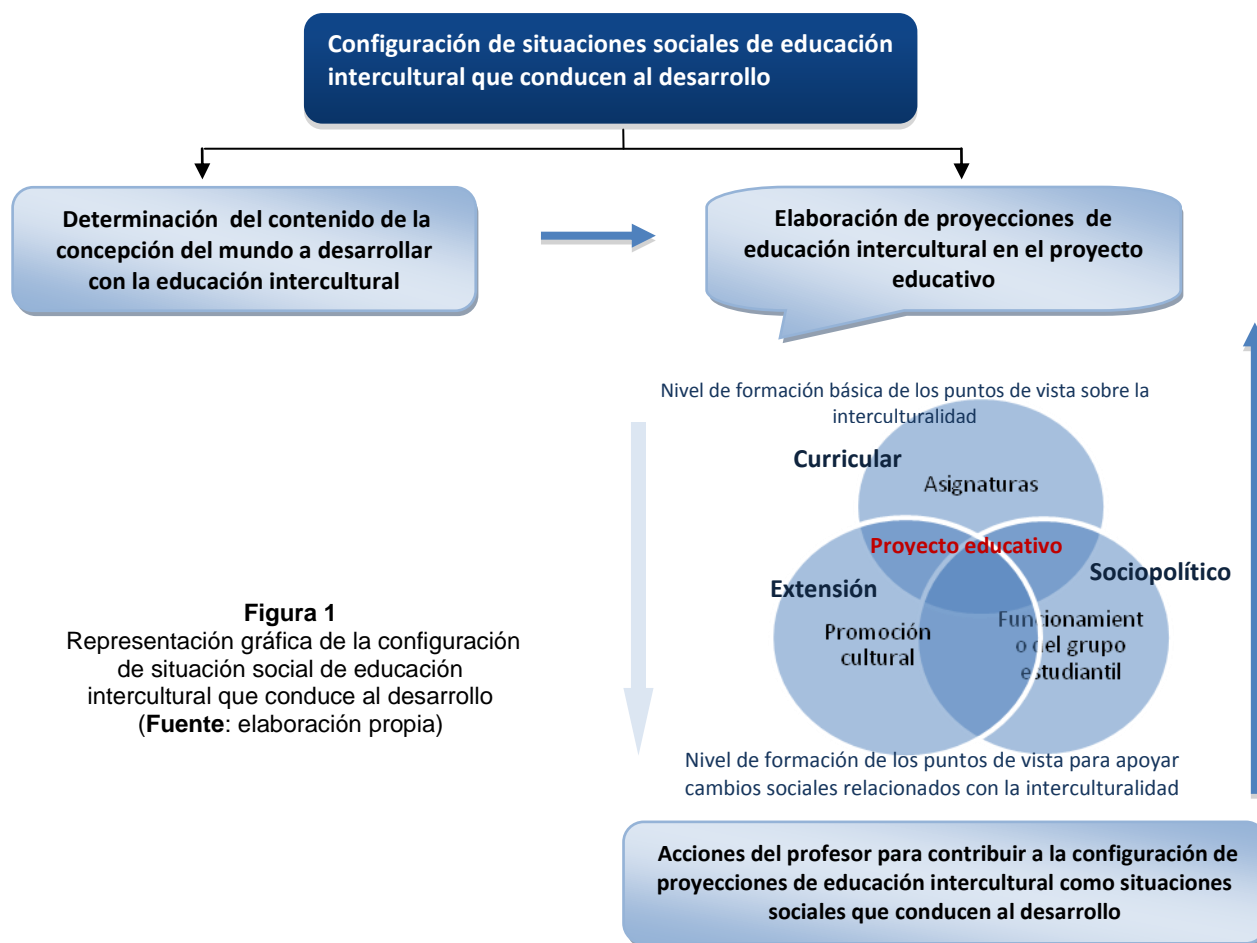 Configuración de situaciones sociales de educación
intercultural que conducen al desarrollo
Determinación del contenido de la
concepción del mundo a desarrollar
con la educación intercultural
Elaboración de proyecciones de
educación intercultural en el proyecto
educativo
Nivel de formación básica de los puntos de vista sobre la
interculturalidad
Curricular
Asignaturas
Proyecto educativo
Extensión
Sociopolítico
Promoción
cultural
Funcionamient
o del grupo
estudiantil
Figura 1
Representación gráfica de la configuración
de situación social de educación
intercultural que conduce al desarrollo
(Fuente: elaboración propia)
Nivel de formación de los puntos de vista para apoyar
cambios sociales relacionados con la interculturalidad
Acciones del profesor para contribuir a la configuración de
proyecciones de educación intercultural como situaciones
sociales que conducen al desarrollo